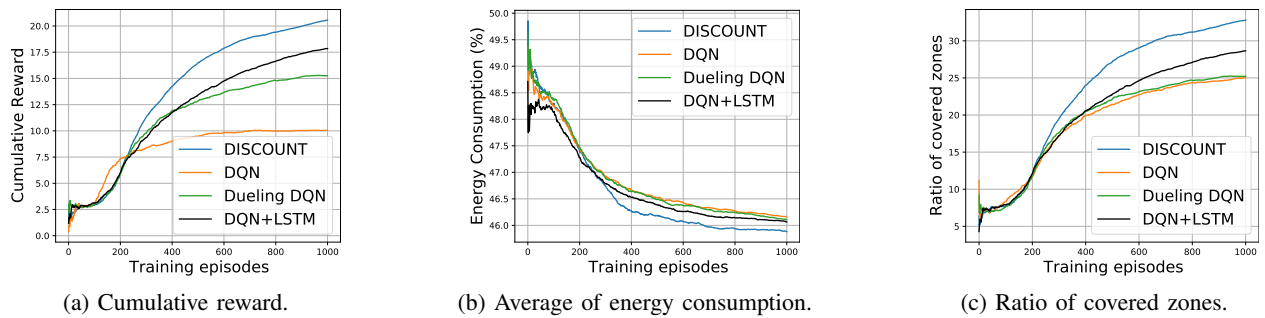 20.0
17.5
15.0
12.5
10.0
7.5
5.0
2.5
0.0
Cumulative Reward
DISCOUNT
DQN
Dueling DQN
DQN+LSTM
0 200 400 600 800 1000
Training episodes
(a) Cumulative reward.
50.0
49.5
49.0
48.5
48.0
47.5
47.0
46.5
46.0
Energy Consumption (%)
DISCOUNT
DQN
Dueling DQN
DQN+LSTM
0 200 400 600 800 1000
Training episodes
(b) Average of energy consumption.
30
25
20
15
10
5
Ratio of covered zones
DISCOUNT
DQN
Dueling DQN
DQN+LSTM
0 200 400 600 800 1000
Training episodes
(c) Ratio of covered zones.